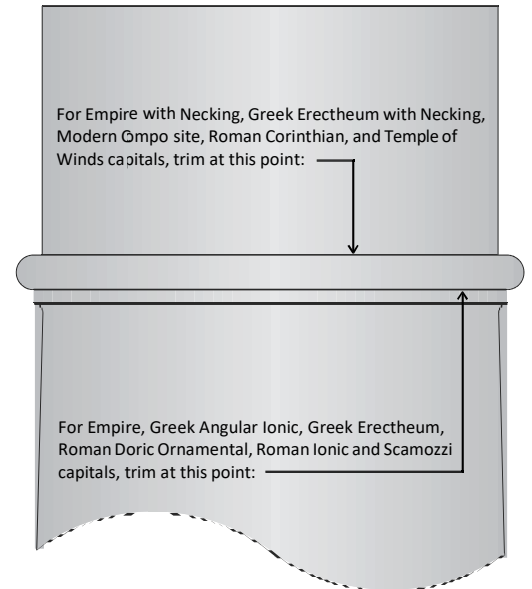 For Empire with Necking, Greek Erectheum with Necking,
Modern Ompo site, Roman Corinthian, and Temple of
Winds capitals, trim at this point:
For Empire, Greek Angular Ionic, Greek Erectheum,
Roman Doric Ornamental, Roman Ionic and Scamozzi
capitals, trim at this point: